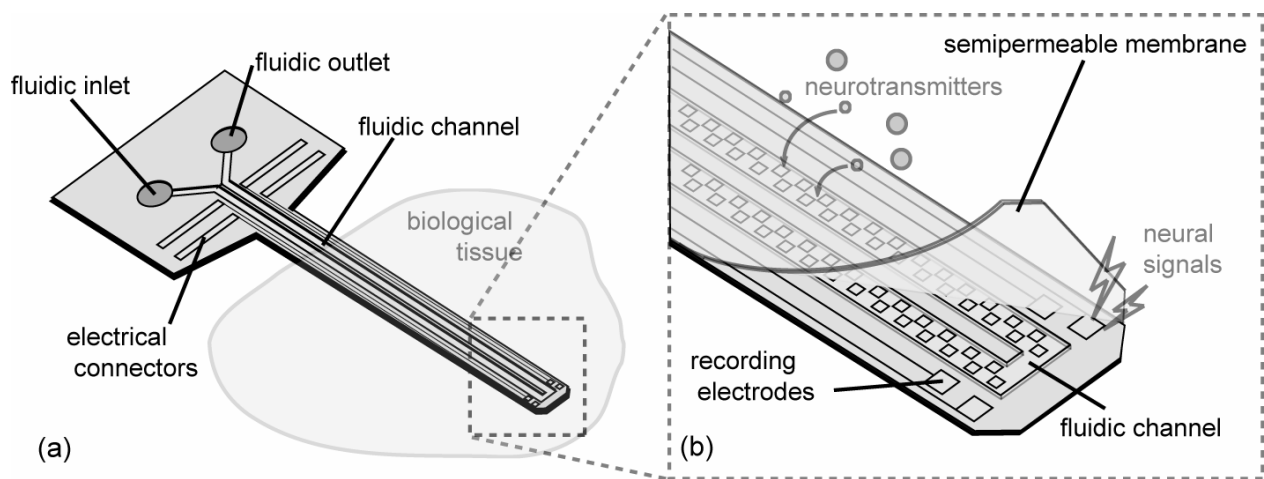 fluidic outlet
fluidic inlet
fluidic channel
biological
tissue
electrical
connectors
(a)
semipermeable membrane
neurotransmitters
neural
signals
recording
electrodes
fluidic channel
(b)